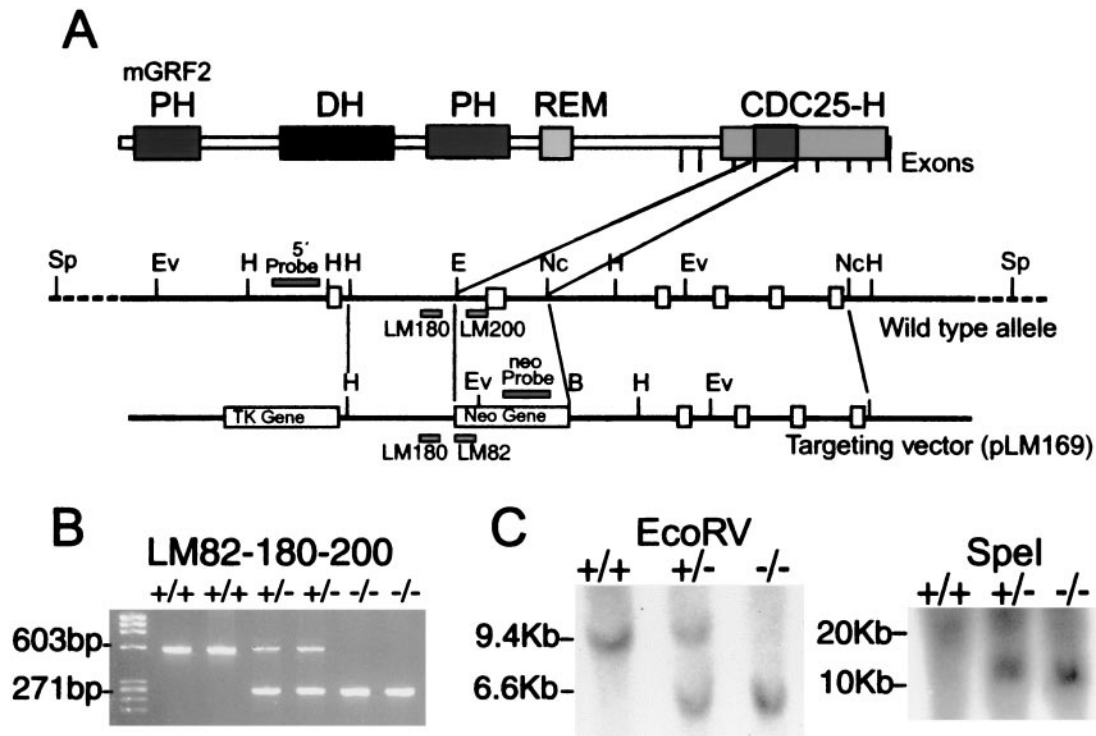 A
mGRF2
PH DH PH REM CDC25-H
Exons
Sp Ev H 5´ Probe H H E Nc H Ev Nc H Sp
LM180 LM200
Wild type allele
H Ev neo Probe B H Ev
TK Gene Neo Gene
LM180 LM82
Targeting vector (pLM169)
B
LM82-180-200
+/+ +/+ +/- +/- -/- -/-
603bp-
271bp-
C
EcoRV
+/+ +/- -/-
9.4Kb-
6.6Kb-
SpeI
+/+ +/- -/-
20Kb-
10Kb-